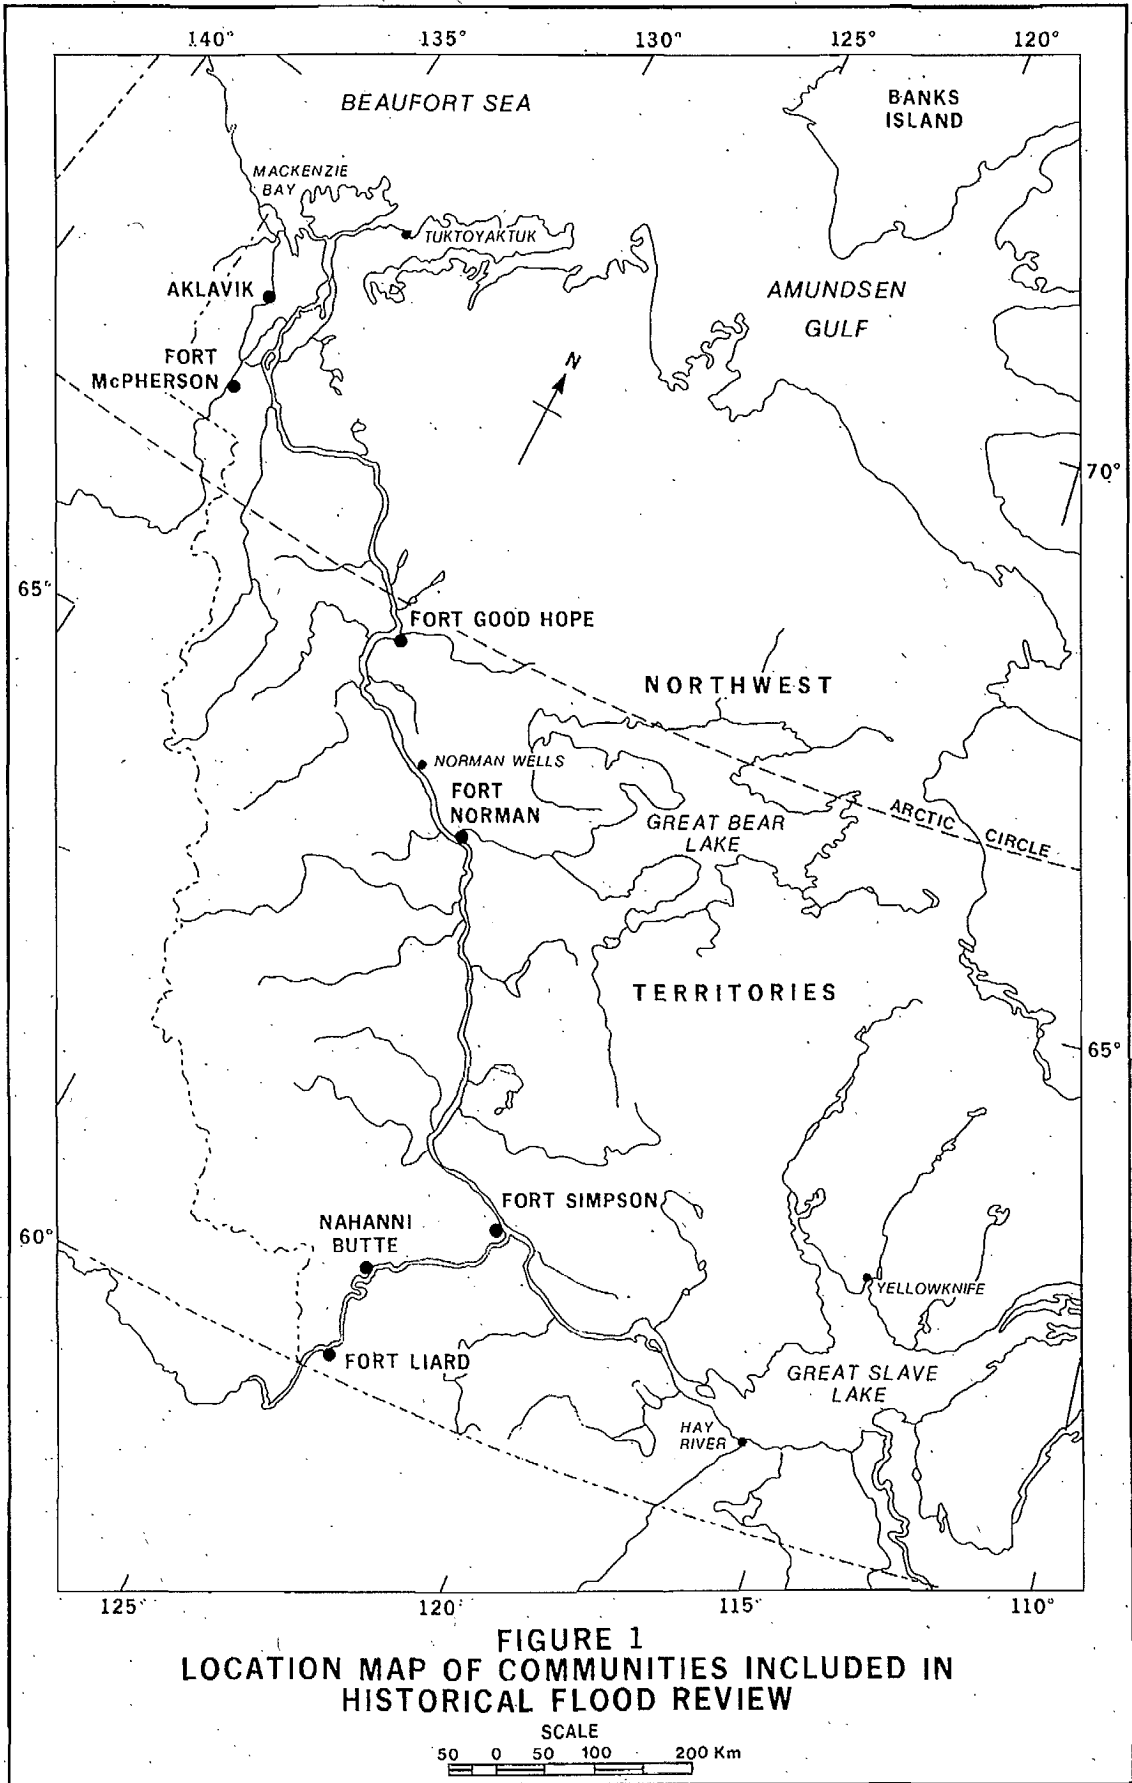 140° 135° 130° 125° 120°
BEAUFORT SEA
BANKS
ISLAND
MACKENZIE
BAY
TUKTOYAKTUK
AKLAVIK
AMUNDSEN
GULF
FORT
McPHERSON
N
70°
65°
FORT GOOD HOPE
NORTHWEST
NORMAN WELLS
FORT
NORMAN
GREAT BEAR
LAKE
ARCTIC CIRCLE
TERRITORIES
65°
FORT SIMPSON
60°
NAHANNI
BUTTE
YELLOWKNIFE
FORT LIARD
GREAT SLAVE
LAKE
HAY
RIVER
125° 120° 115° 110°
FIGURE 1
LOCATION MAP OF COMMUNITIES INCLUDED IN
HISTORICAL FLOOD REVIEW
SCALE
50 0 50 100 200 Km